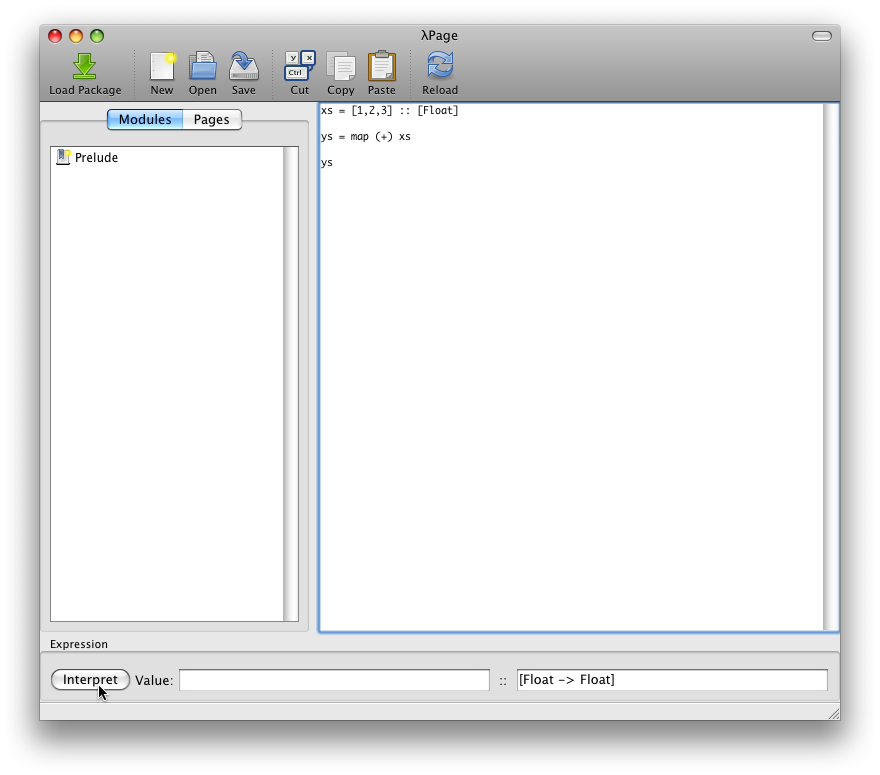 λPage
Load Package New Open Save Cut Copy Paste Reload
y x
Ctrl
Modules Pages
Prelude
xs = [1,2,3] :: [Float]
ys = map (+) xs
ys
Expression
Interpret Value: :: [Float -> Float]